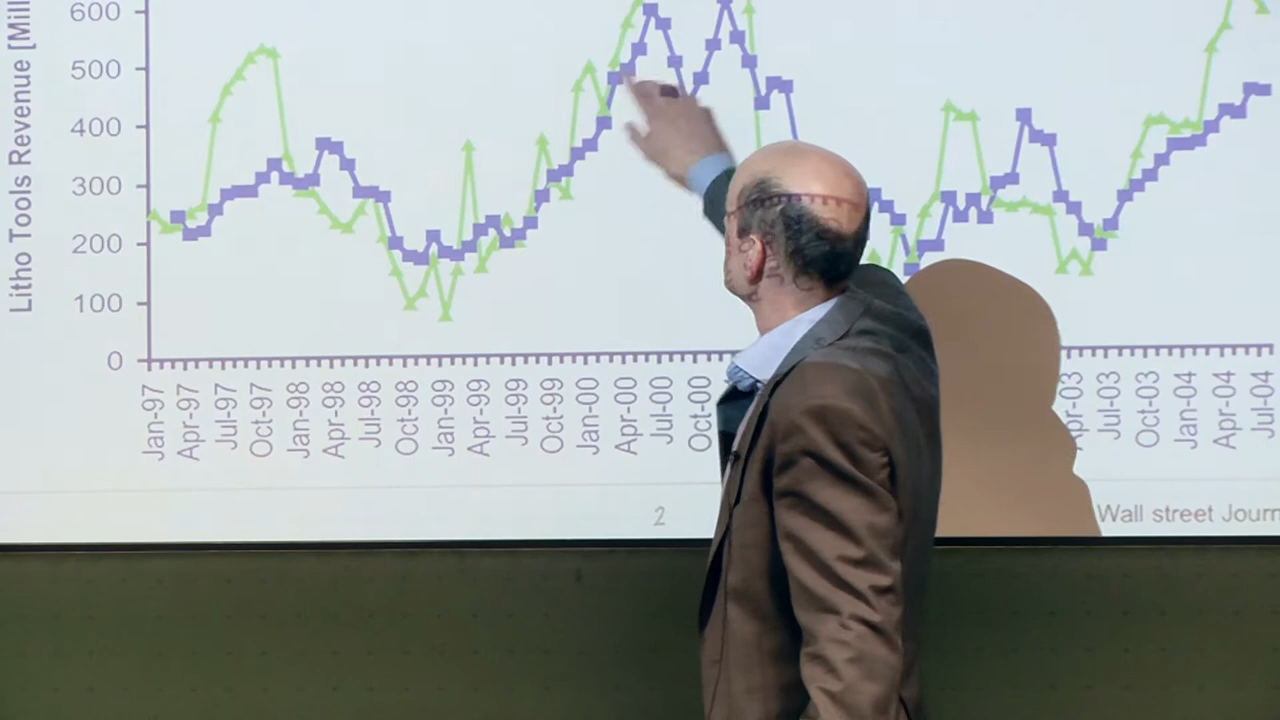 Litho Tools Revenue [Mill
600
500
400
300
200
100
0
Jan-97
Apr-97
Jul-97
Oct-97
Jan-98
Apr-98
Jul-98
Oct-98
Jan-99
Apr-99
Jul-99
Oct-99
Jan-00
Apr-00
Jul-00
Oct-00
Apr-03
Jul-03
Oct-03
Jan-04
Apr-04
Jul-04
2
Wall street Journ